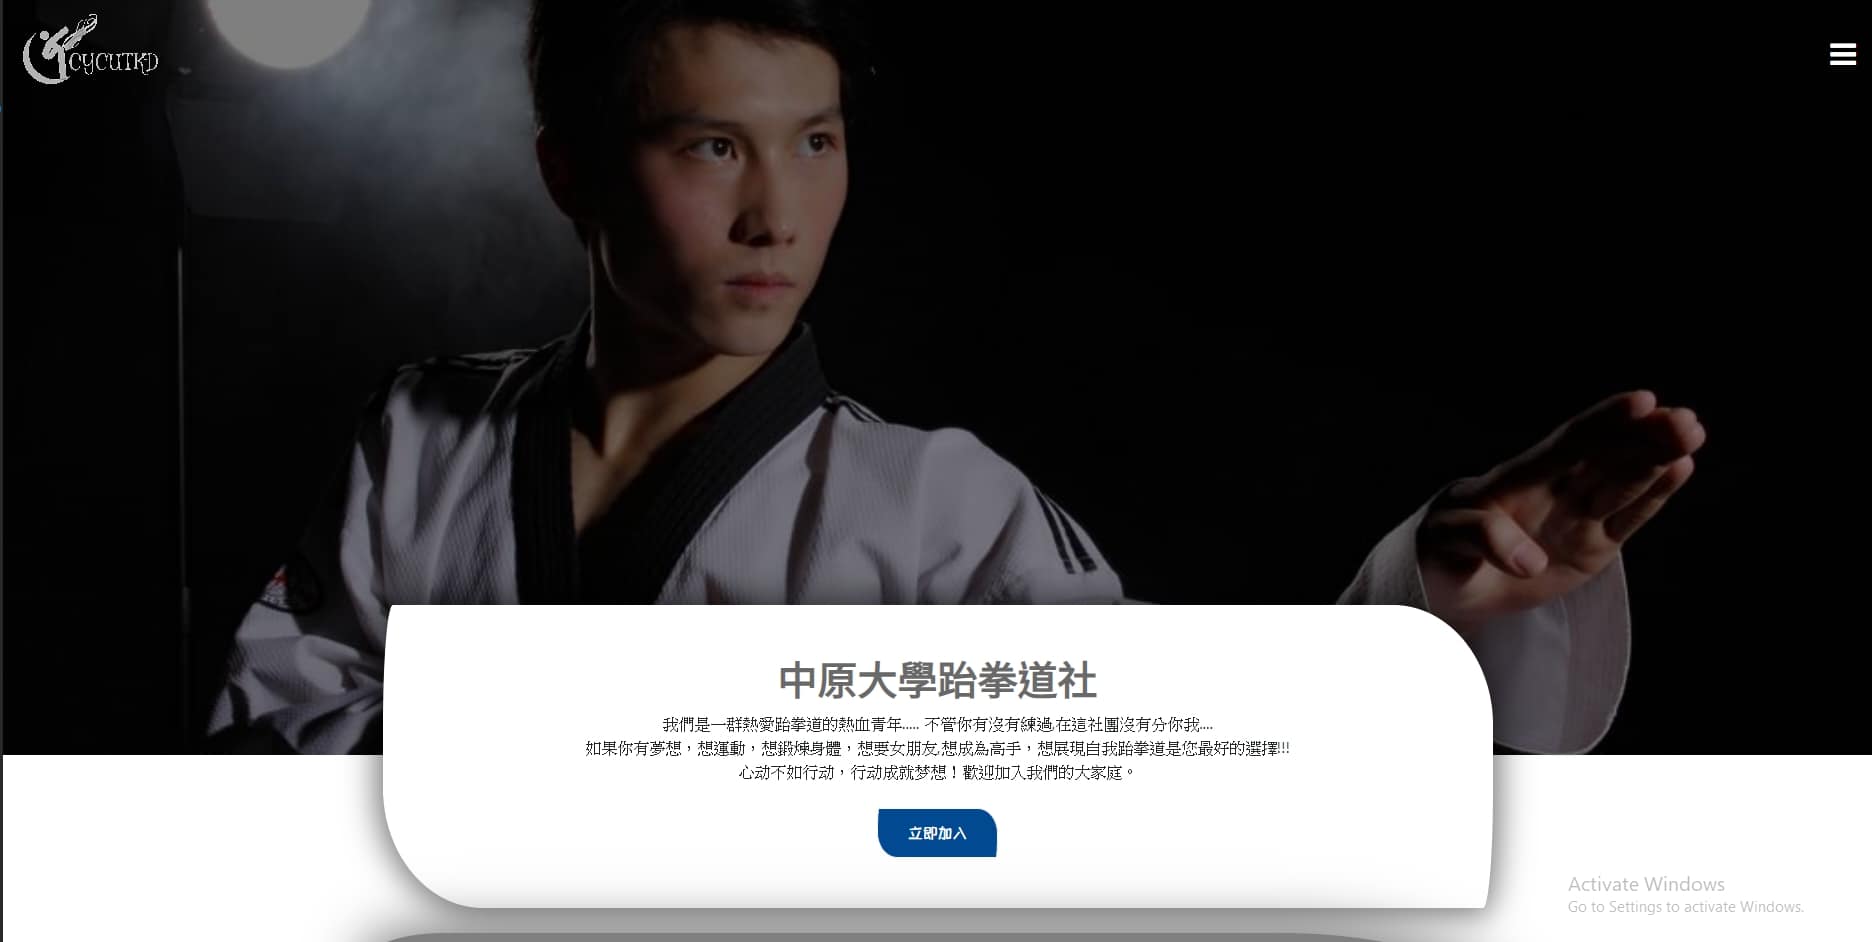 CYCUTKD
中原大學跆拳道社
我們是一群熱愛跆拳道的熱血青年..... 不管你有沒有練過,在這社團沒有分你我....
如果你有夢想，想運動，想鍛煉身體，想要女朋友,想成為高手，想展現自我跆拳道是您最好的選擇!!!
心动不如行动，行动成就梦想！歡迎加入我們的大家庭。
立即加入
Activate Windows
Go to Settings to activate Windows.